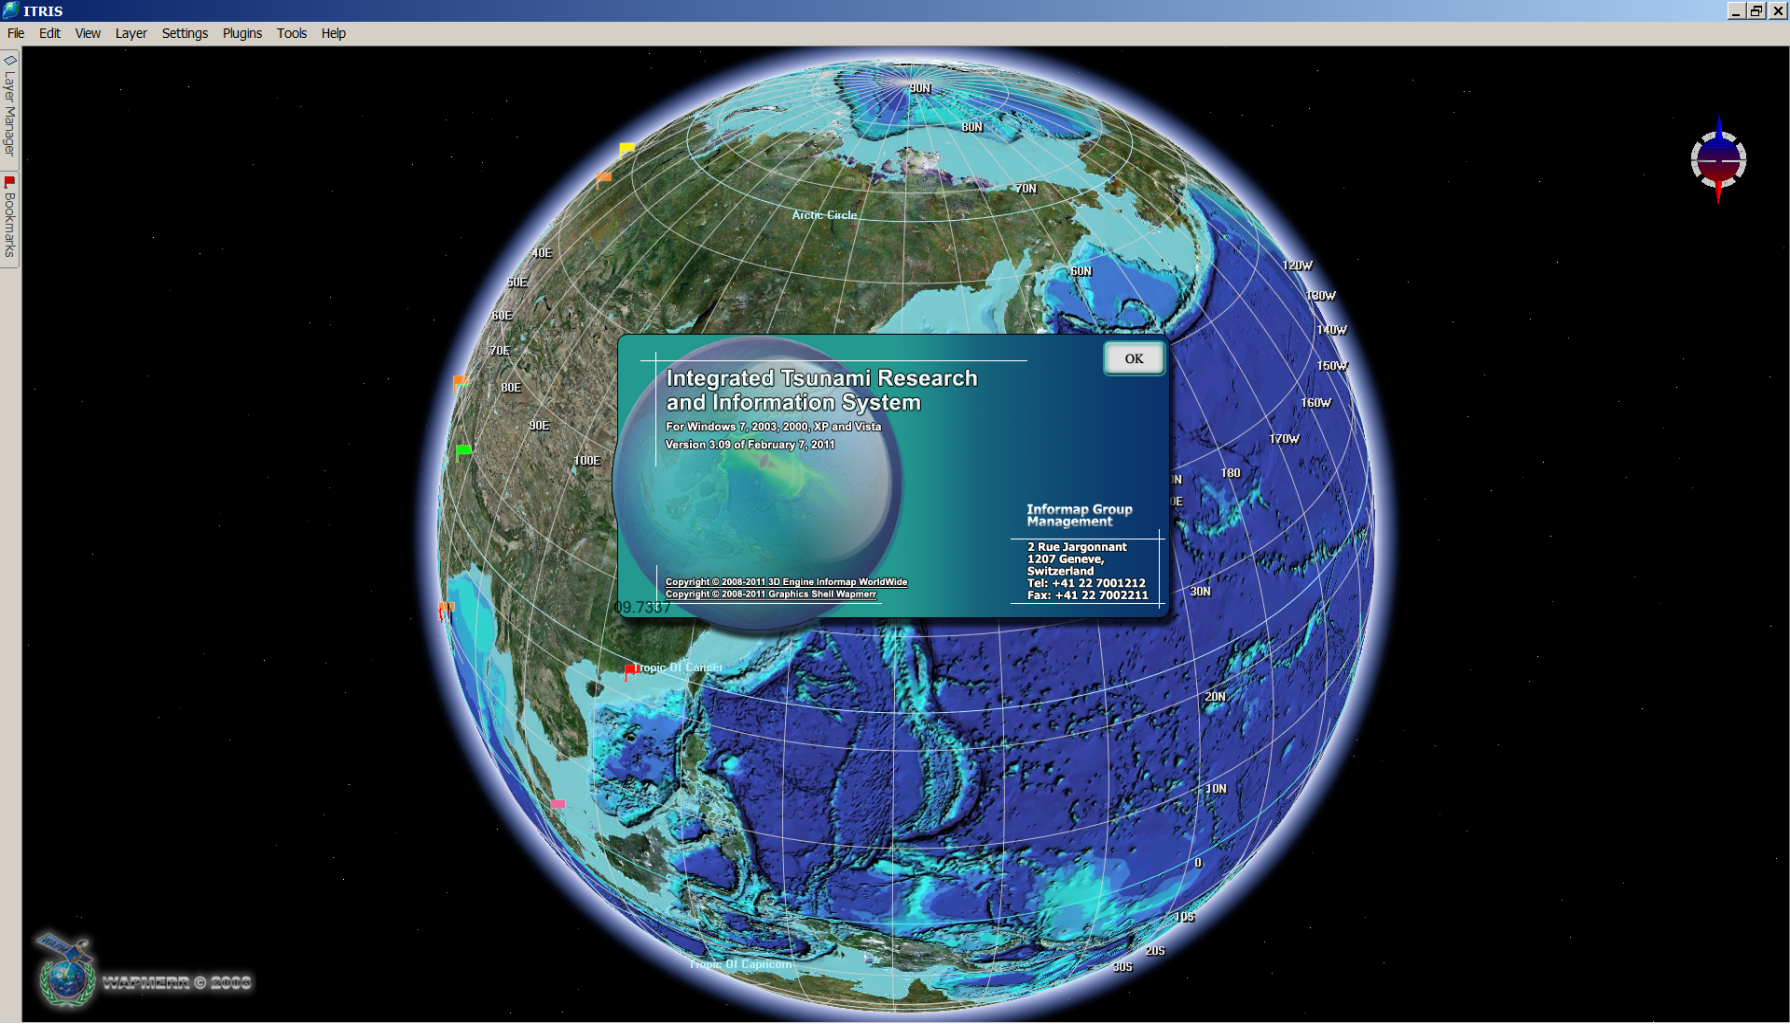 ITRIS
File Edit View Layer Settings Plugins Tools Help
Layer Manager
Bookmarks
90N
80N
70N
Arctic Circle
40E
50E
60N
120W
60E
130W
140W
70E
150W
80E
160W
90E
170W
100E
180
OK
Integrated Tsunami Research
and Information System
For Windows 7, 2003, 2000, XP and Vista
Version 3.09 of February 7, 2011
Informap Group
Management
2 Rue Jargonnant
1207 Geneve,
Switzerland
Tel: +41 22 7001212
Fax: +41 22 7002211
Copyright © 2008-2011 3D Engine Informap WorldWide
Copyright © 2008-2011 Graphics Shell Wapmerr
09.7337
30N
Tropic Of Cancer
20N
10N
0
10S
20S
30S
Tropic Of Capricorn
WAPMERR © 2008